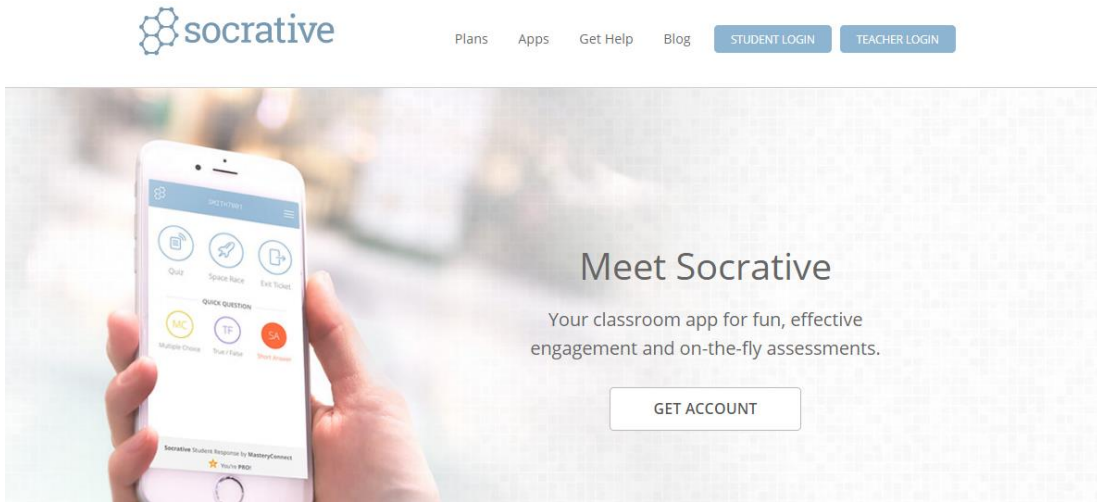 socrative
Plans Apps Get Help Blog STUDENT LOGIN TEACHER LOGIN
SMITH7981
Quiz Space Race Exit Ticket
QUICK QUESTION
MC TF SA
Multiple Choice True / False Short Answer
Socrative Student Response by MasteryConnect
You're PRO!
Meet Socrative
Your classroom app for fun, effective
engagement and on-the-fly assessments.
GET ACCOUNT